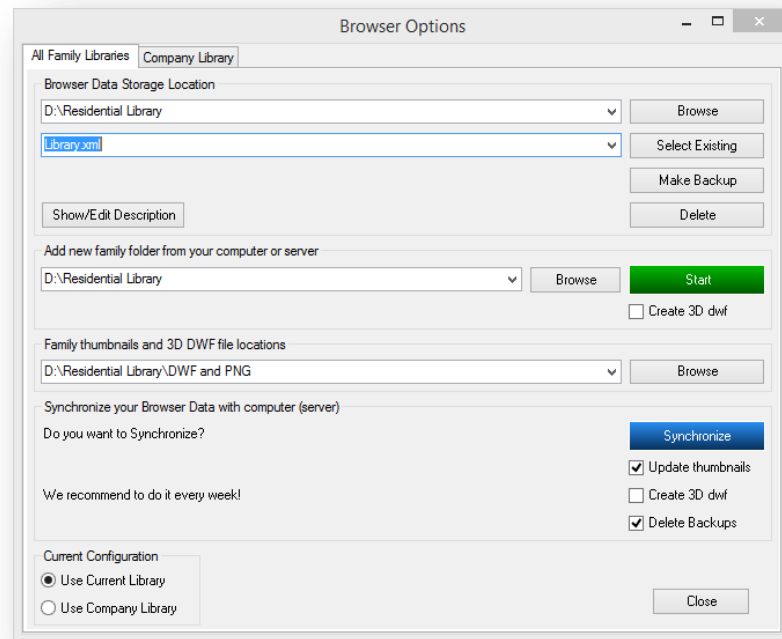 Browser Options
All Family Libraries Company Library
Browser Data Storage Location
D:\Residential Library Browse
Library.xml Select Existing
Make Backup
Show/Edit Description Delete
Add new family folder from your computer or server
D:\Residential Library Browse Start
Create 3D dwf
Family thumbnails and 3D DWF file locations
D:\Residential Library\DWF and PNG Browse
Synchronize your Browser Data with computer (server)
Do you want to Synchronize? Synchronize
Update thumbnails
We recommend to do it every week! Create 3D dwf
Delete Backups
Current Configuration
Use Current Library
Use Company Library Close